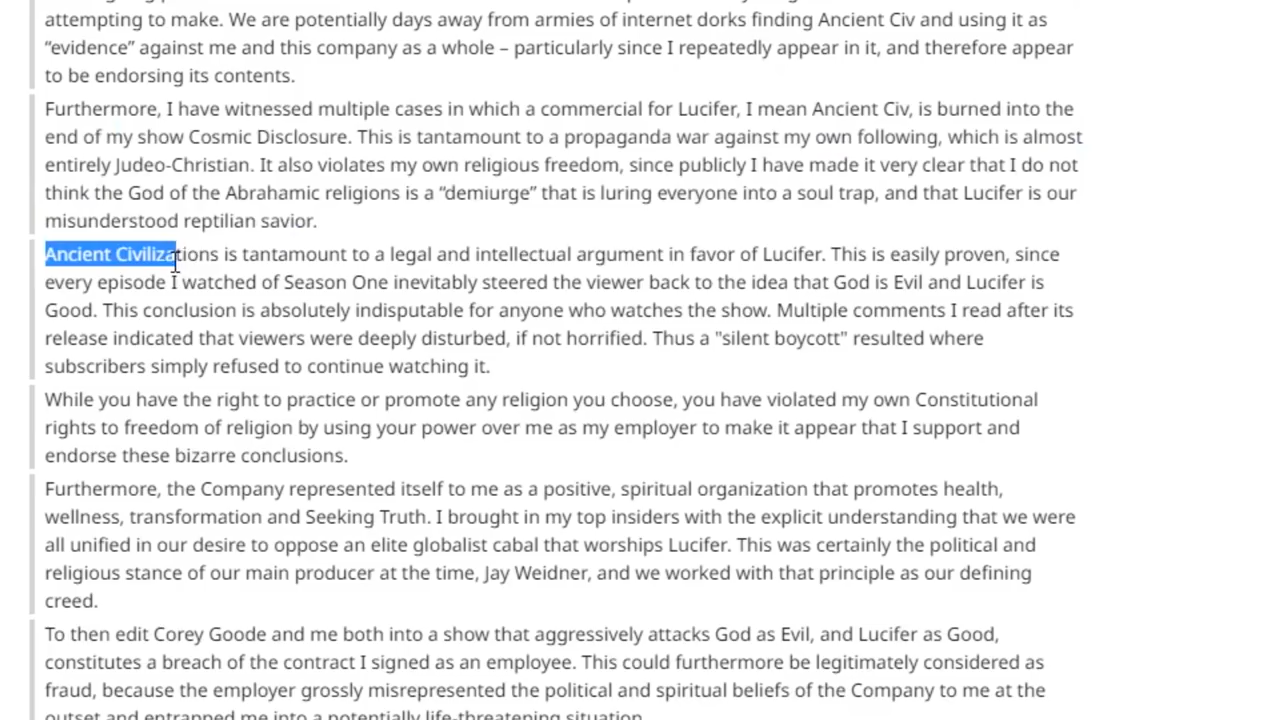 attempting to make. We are potentially days away from armies of internet dorks finding Ancient Civ and using it as
“evidence” against me and this company as a whole – particularly since I repeatedly appear in it, and therefore appear
to be endorsing its contents.
Furthermore, I have witnessed multiple cases in which a commercial for Lucifer, I mean Ancient Civ, is burned into the
end of my show Cosmic Disclosure. This is tantamount to a propaganda war against my own following, which is almost
entirely Judeo-Christian. It also violates my own religious freedom, since publicly I have made it very clear that I do not
think the God of the Abrahamic religions is a “demiurge” that is luring everyone into a soul trap, and that Lucifer is our
misunderstood reptilian savior.
Ancient Civilizations is tantamount to a legal and intellectual argument in favor of Lucifer. This is easily proven, since
every episode I watched of Season One inevitably steered the viewer back to the idea that God is Evil and Lucifer is
Good. This conclusion is absolutely indisputable for anyone who watches the show. Multiple comments I read after its
release indicated that viewers were deeply disturbed, if not horrified. Thus a "silent boycott" resulted where
subscribers simply refused to continue watching it.
While you have the right to practice or promote any religion you choose, you have violated my own Constitutional
rights to freedom of religion by using your power over me as my employer to make it appear that I support and
endorse these bizarre conclusions.
Furthermore, the Company represented itself to me as a positive, spiritual organization that promotes health,
wellness, transformation and Seeking Truth. I brought in my top insiders with the explicit understanding that we were
all unified in our desire to oppose an elite globalist cabal that worships Lucifer. This was certainly the political and
religious stance of our main producer at the time, Jay Weidner, and we worked with that principle as our defining
creed.
To then edit Corey Goode and me both into a show that aggressively attacks God as Evil, and Lucifer as Good,
constitutes a breach of the contract I signed as an employee. This could furthermore be legitimately considered as
fraud, because the employer grossly misrepresented the political and spiritual beliefs of the Company to me at the
outset and entrapped me into a potentially life-threatening situation.